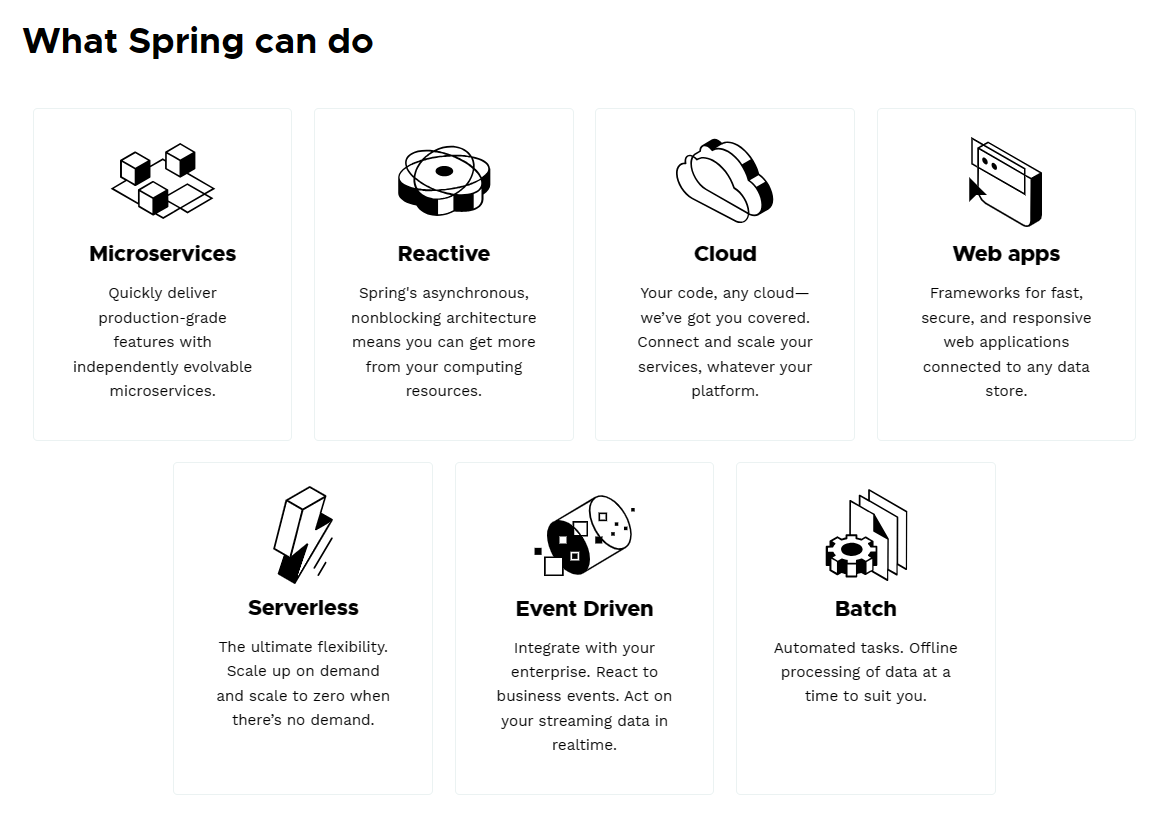 What Spring can do
Microservices
Quickly deliver
production-grade
features with
independently evolvable
microservices.
Reactive
Spring's asynchronous,
nonblocking architecture
means you can get more
from your computing
resources.
Cloud
Your code, any cloud—
we’ve got you covered.
Connect and scale your
services, whatever your
platform.
Web apps
Frameworks for fast,
secure, and responsive
web applications
connected to any data
store.
Serverless
The ultimate flexibility.
Scale up on demand
and scale to zero when
there’s no demand.
Event Driven
Integrate with your
enterprise. React to
business events. Act on
your streaming data in
realtime.
Batch
Automated tasks. Offline
processing of data at a
time to suit you.